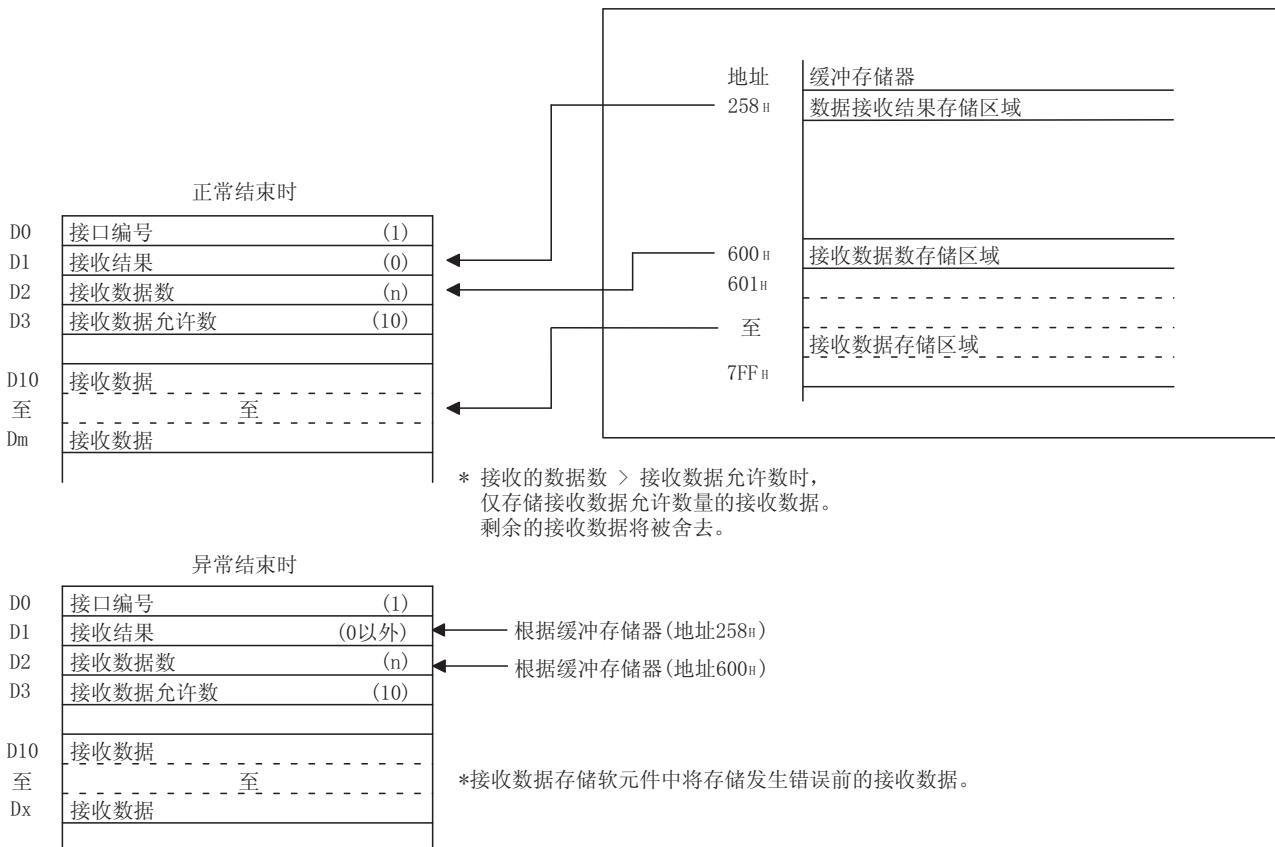 地址 缓冲存储器
258H 数据接收结果存储区域
600H 接收数据数存储区域
601H
至
接收数据存储区域
7FFH
正常结束时
D0 接口编号 (1)
D1 接收结果 (0)
D2 接收数据数 (n)
D3 接收数据允许数 (10)
D10 接收数据
至 至
Dm 接收数据
* 接收的数据数 > 接收数据允许数时，
仅存储接收数据允许数量的接收数据。
剩余的接收数据将被舍去。
异常结束时
D0 接口编号 (1)
D1 接收结果 (0以外) 根据缓冲存储器(地址258H)
D2 接收数据数 (n) 根据缓冲存储器(地址600H)
D3 接收数据允许数 (10)
D10 接收数据
至 至 *接收数据存储软元件中将存储发生错误前的接收数据。
Dx 接收数据